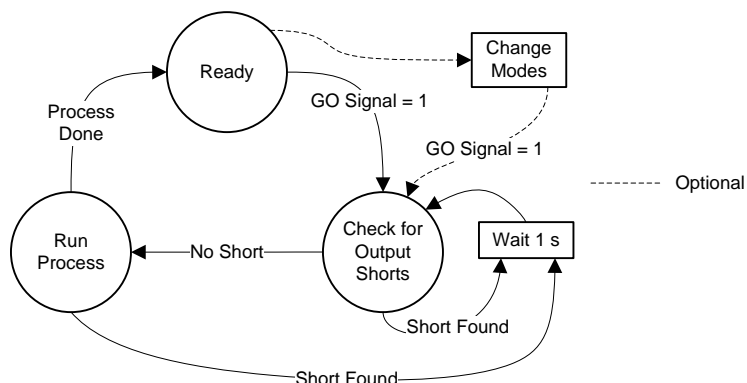 Ready
Change
Modes
GO Signal = 1
Process
Done
GO Signal = 1
Optional
Run
Process
No Short
Check for
Output
Shorts
Wait 1 s
Short Found
Short Found